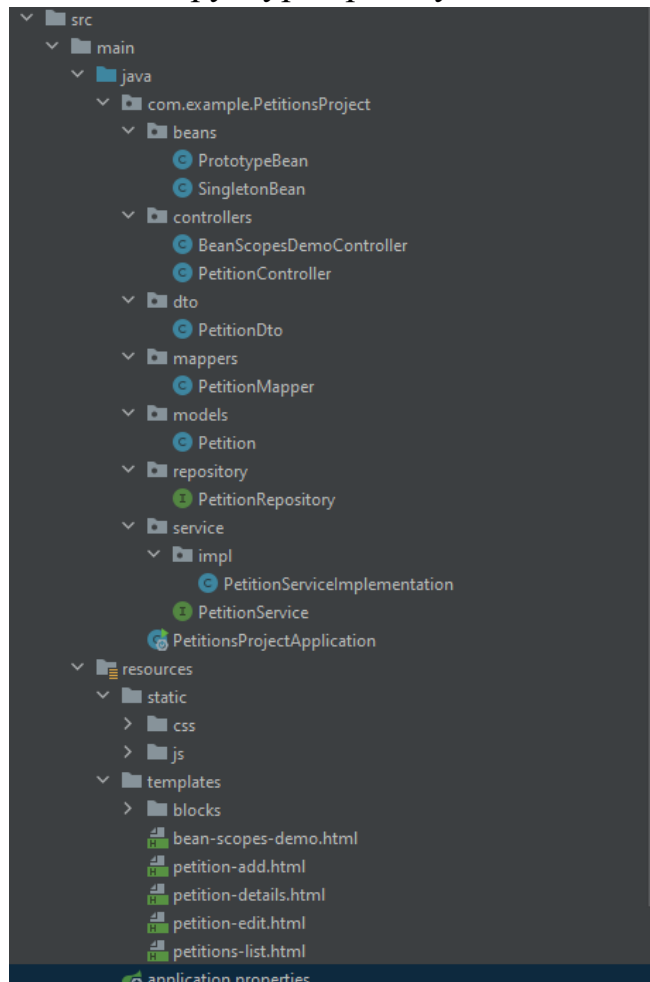 src
main
java
com.example.PetitionsProject
beans
PrototypeBean
SingletonBean
controllers
BeanScopesDemoController
PetitionController
dto
PetitionDto
mappers
PetitionMapper
models
Petition
repository
PetitionRepository
service
impl
PetitionServiceImplementation
PetitionService
PetitionsProjectApplication
resources
static
css
js
templates
blocks
bean-scopes-demo.html
petition-add.html
petition-details.html
petition-edit.html
petitions-list.html
application.properties